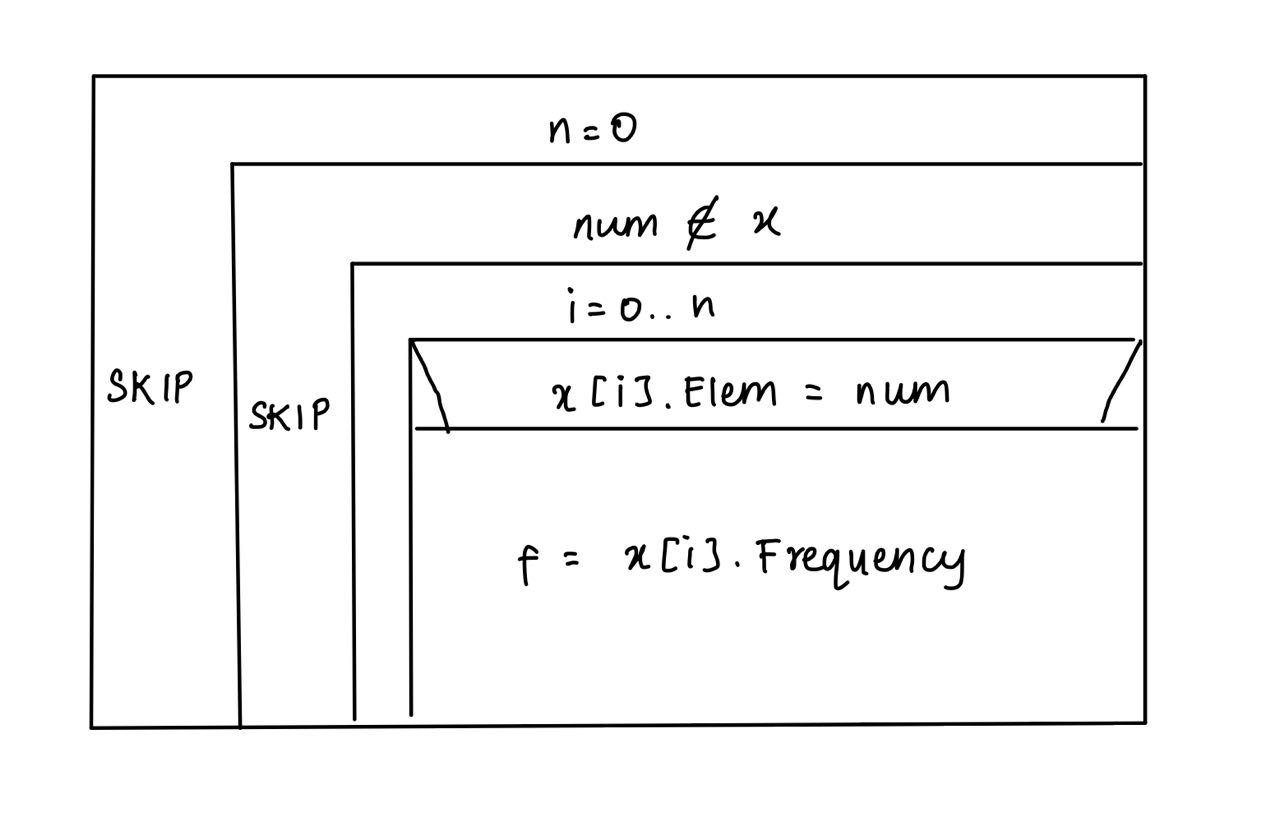 n = 0
num ∉ x
i = 0.. n
SKIP
SKIP
x [i]. Elem = num
f = x[i]. Frequency